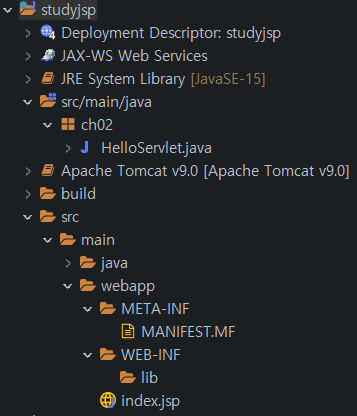 studyjsp
Deployment Descriptor: studyjsp
JAX-WS Web Services
JRE System Library [JavaSE-15]
src/main/java
ch02
HelloServlet.java
Apache Tomcat v9.0 [Apache Tomcat v9.0]
build
src
main
java
webapp
META-INF
MANIFEST.MF
WEB-INF
lib
index.jsp